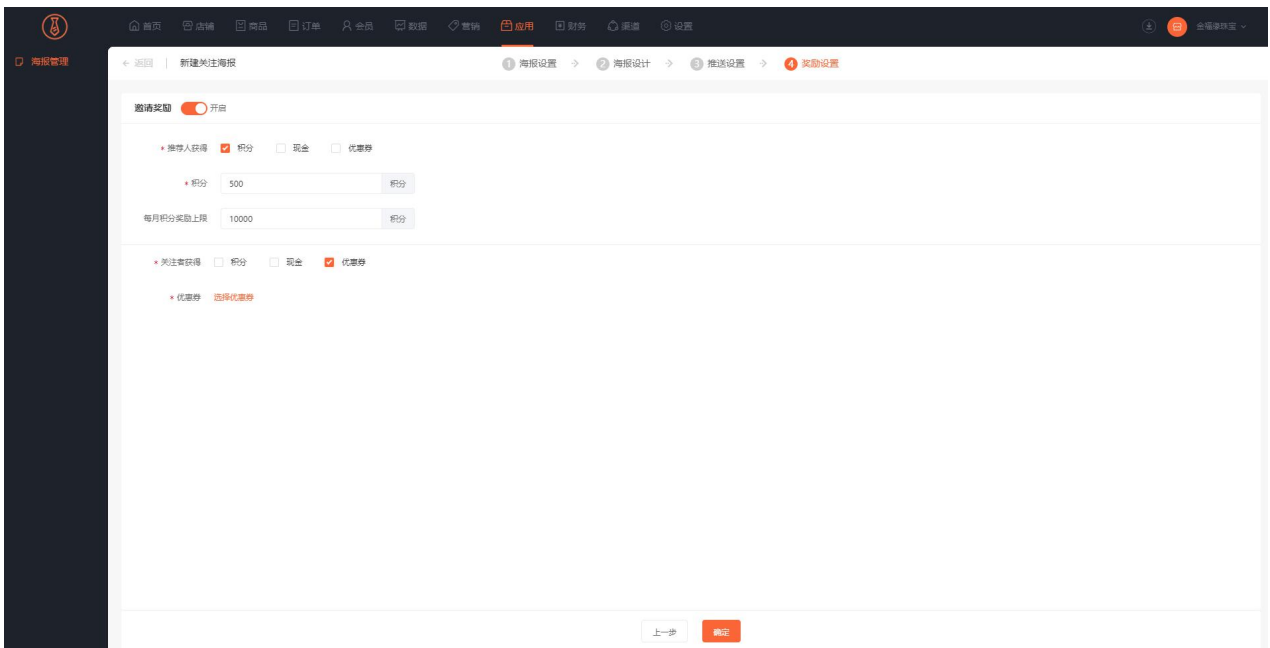 首页 店铺 商品 订单 会员 数据 营销 应用 财务 渠道 设置 金福豪珠宝
海报管理
← 返回 | 新建关注海报 1 海报设置 → 2 海报设计 → 3 推送设置 → 4 奖励设置
邀请奖励 开启
* 推荐人获得 积分 现金 优惠券
* 积分 500 积分
每月积分奖励上限 10000 积分
* 关注者获得 积分 现金 优惠券
* 优惠券 选择优惠券
上一步 确定